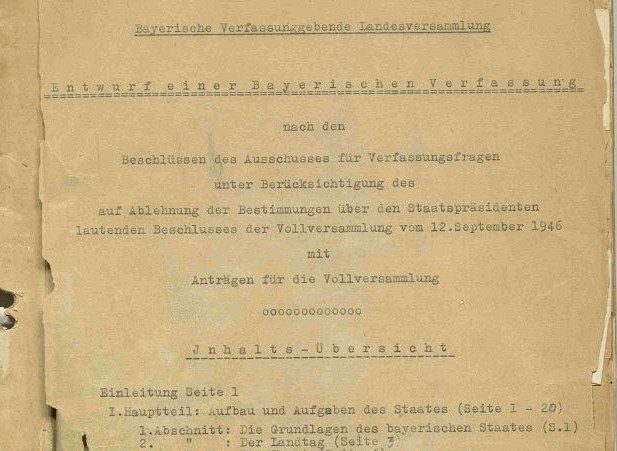 Bayerische Verfassunggebende Landesversammlung
Entwurf einer Bayerischen Verfassung
nach den
Beschlüssen des Ausschusses für Verfassungsfragen
unter Berücksichtigung des
auf Ablehnung der Bestimmungen über den Staatspräsidenten
lautenden Beschlusses der Vollversammlung vom 12.September 1946
mit
Anträgen für die Vollversammlung
ooooooooooooo
Jnhalts-Übersicht
Einleitung Seite 1
I.Hauptteil: Aufbau und Aufgaben des Staates (Seite I - 20)
1.Abschnitt: Die Grundlagen des bayerischen Staates (S.1)
2. " : Der Landtag (Seite 3)